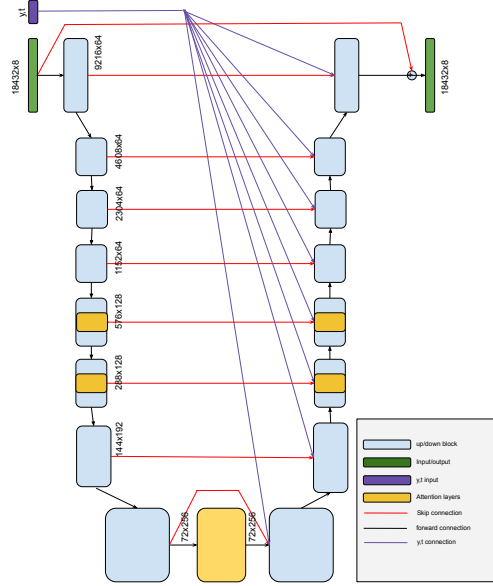 y,t
18432x8
9216x64
18432x8
4608x64
2304x64
1152x64
576x128
288x128
144x192
72x256
72x256
up/down block
Input/output
y,t input
Attention layers
Skip connection
forward connection
y,t connection